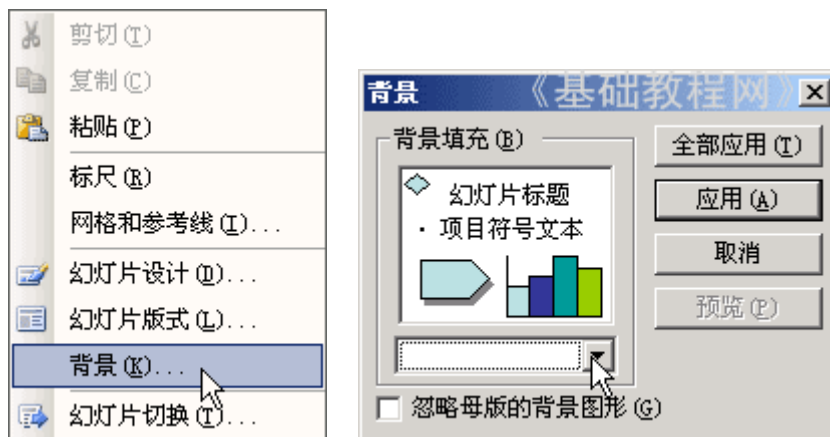 剪切(T)
复制(C)
粘贴(P)
标尺(R)
网格和参考线(I)...
幻灯片设计(D)...
幻灯片版式(L)...
背景(K)...
幻灯片切换(T)...
背景
《基础教程网》
背景填充(B)
幻灯片标题
· 项目符号文本
全部应用(T)
应用(A)
取消
预览(P)
忽略母版的背景图形(G)